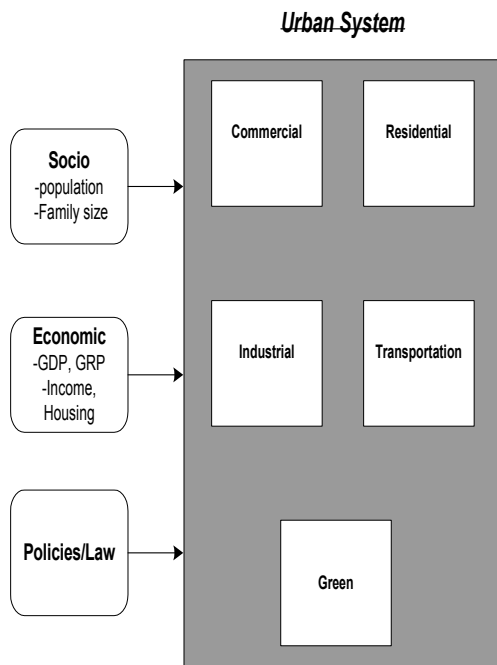 Urban System
Commercial
Residential
Socio
-population
-Family size
Economic
-GDP, GRP
-Income,
Housing
Industrial
Transportation
Policies/Law
Green